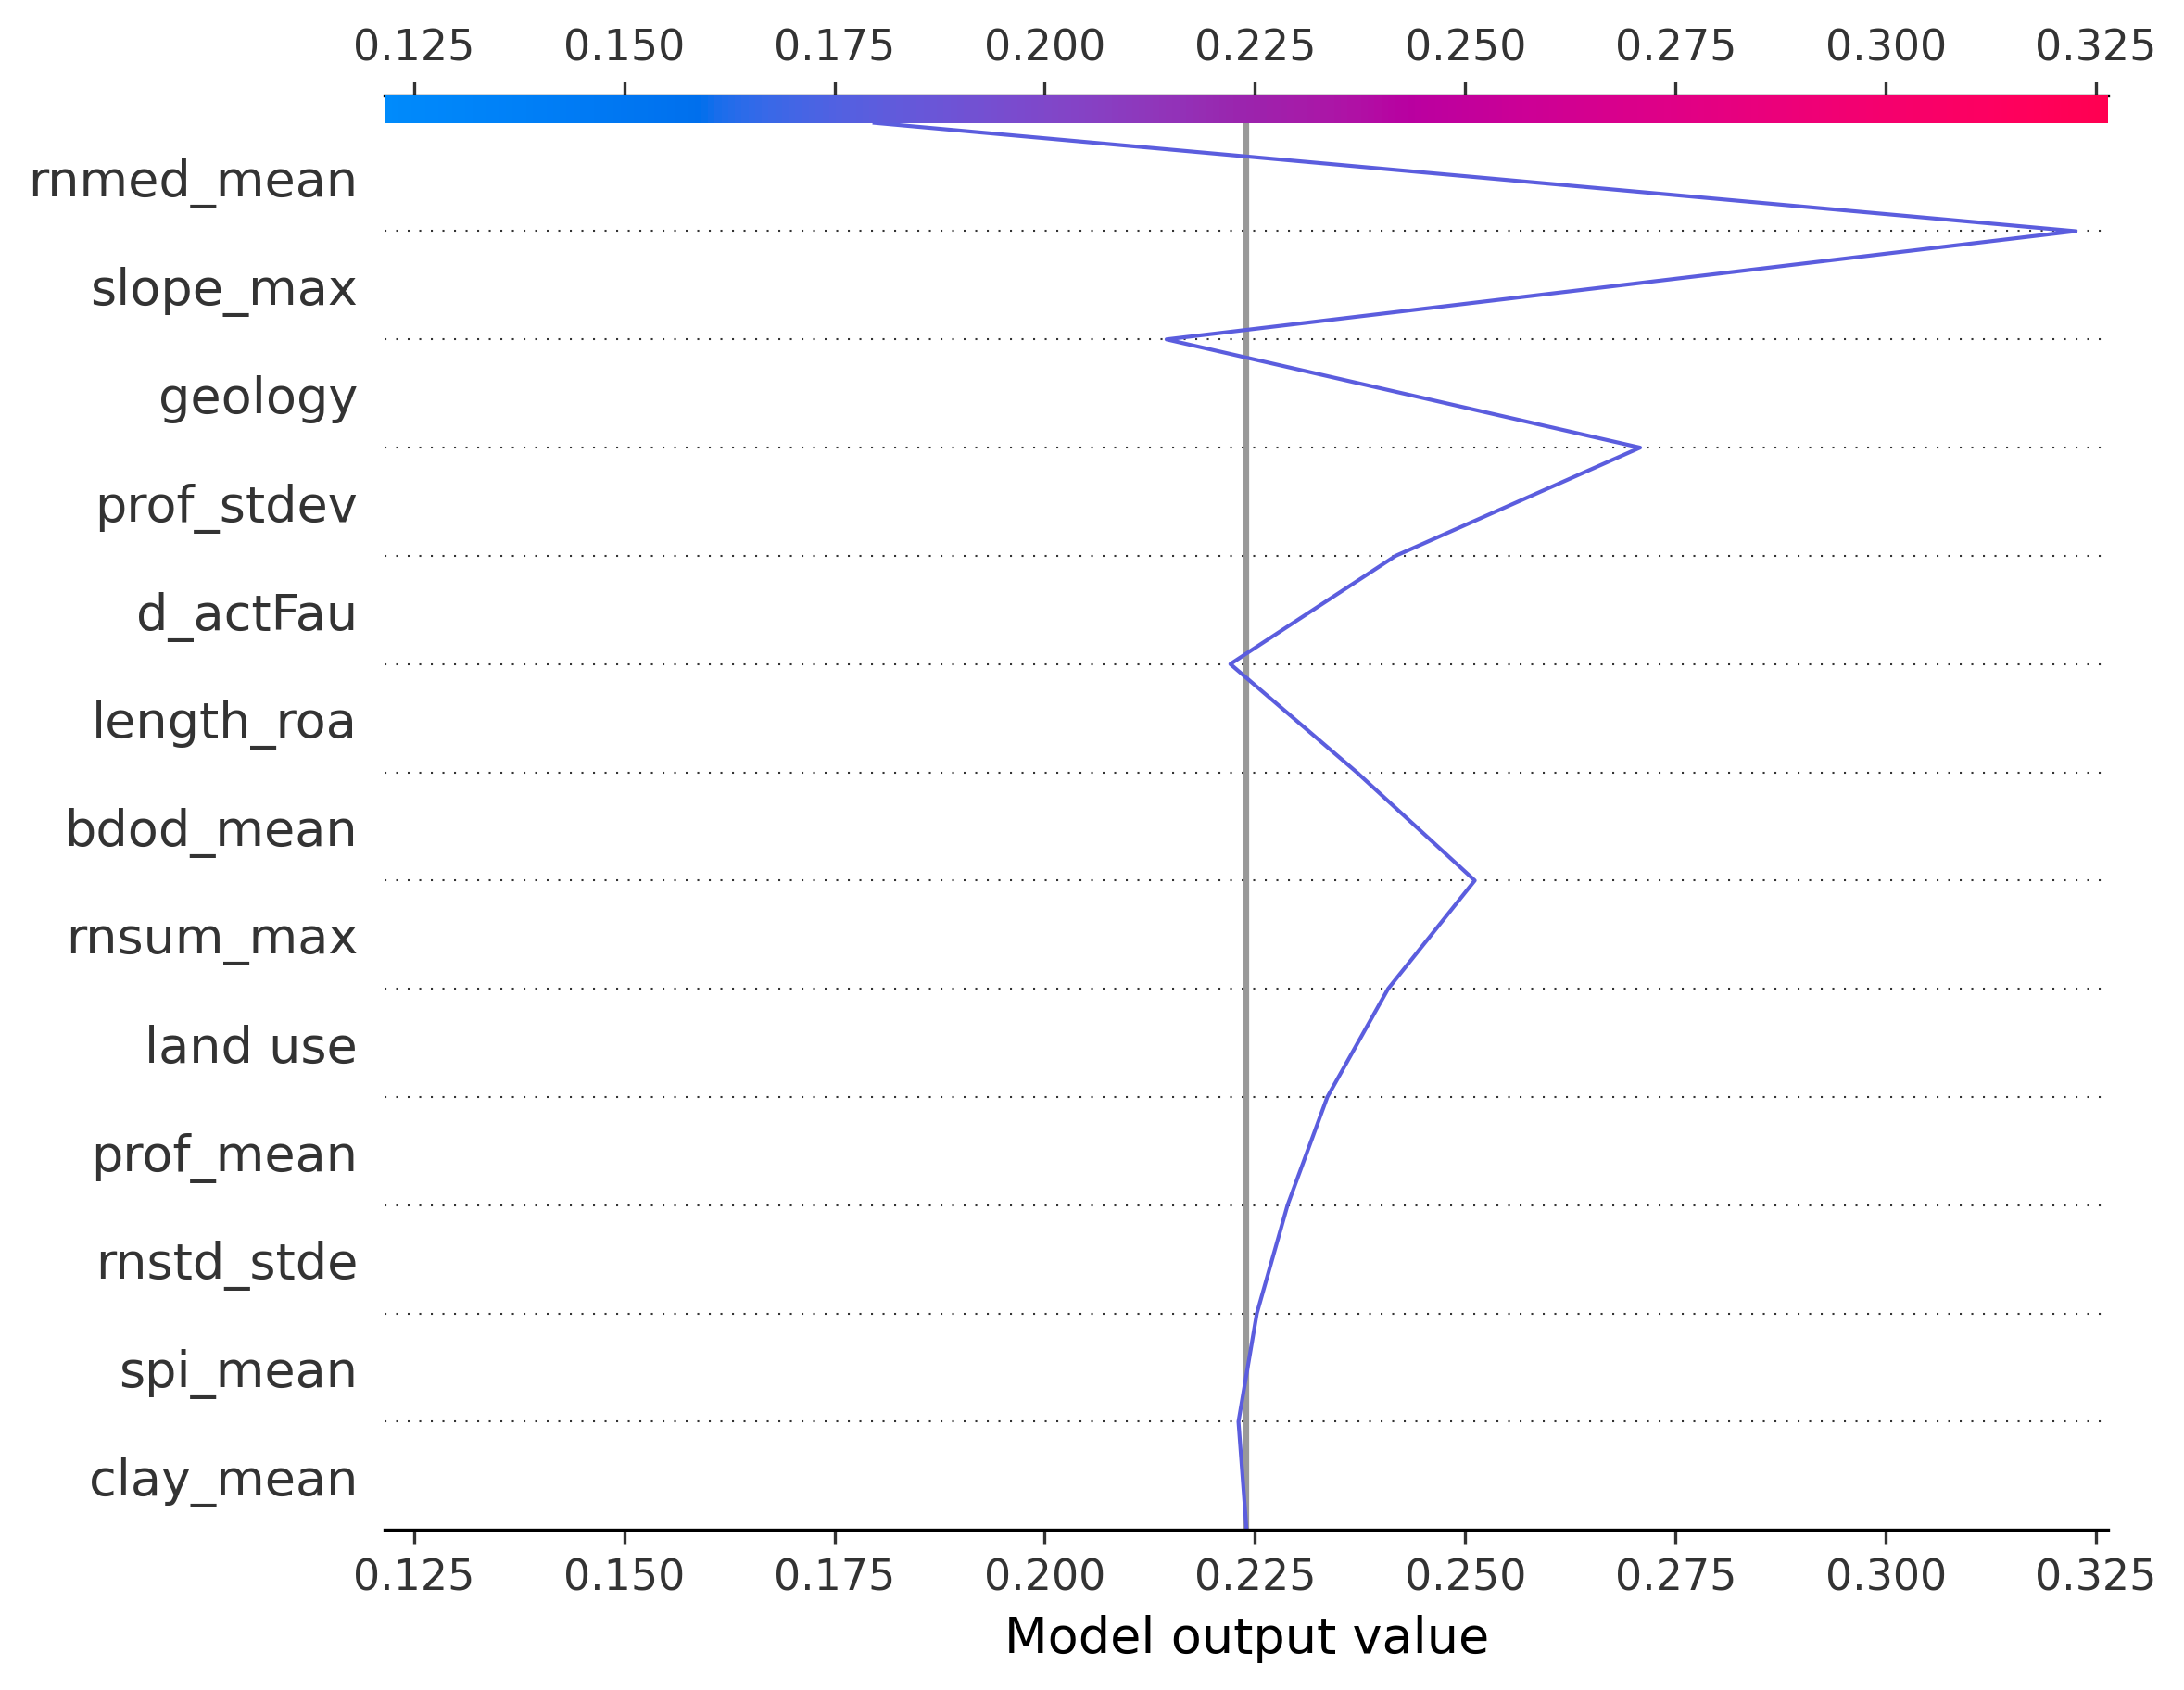 0.125 0.150 0.175 0.200 0.225 0.250 0.275 0.300 0.325
rnmed_mean
slope_max
geology
prof_stdev
d_actFau
length_roa
bdod_mean
rnsum_max
land use
prof_mean
rnstd_stde
spi_mean
clay_mean
0.125 0.150 0.175 0.200 0.225 0.250 0.275 0.300 0.325
Model output value